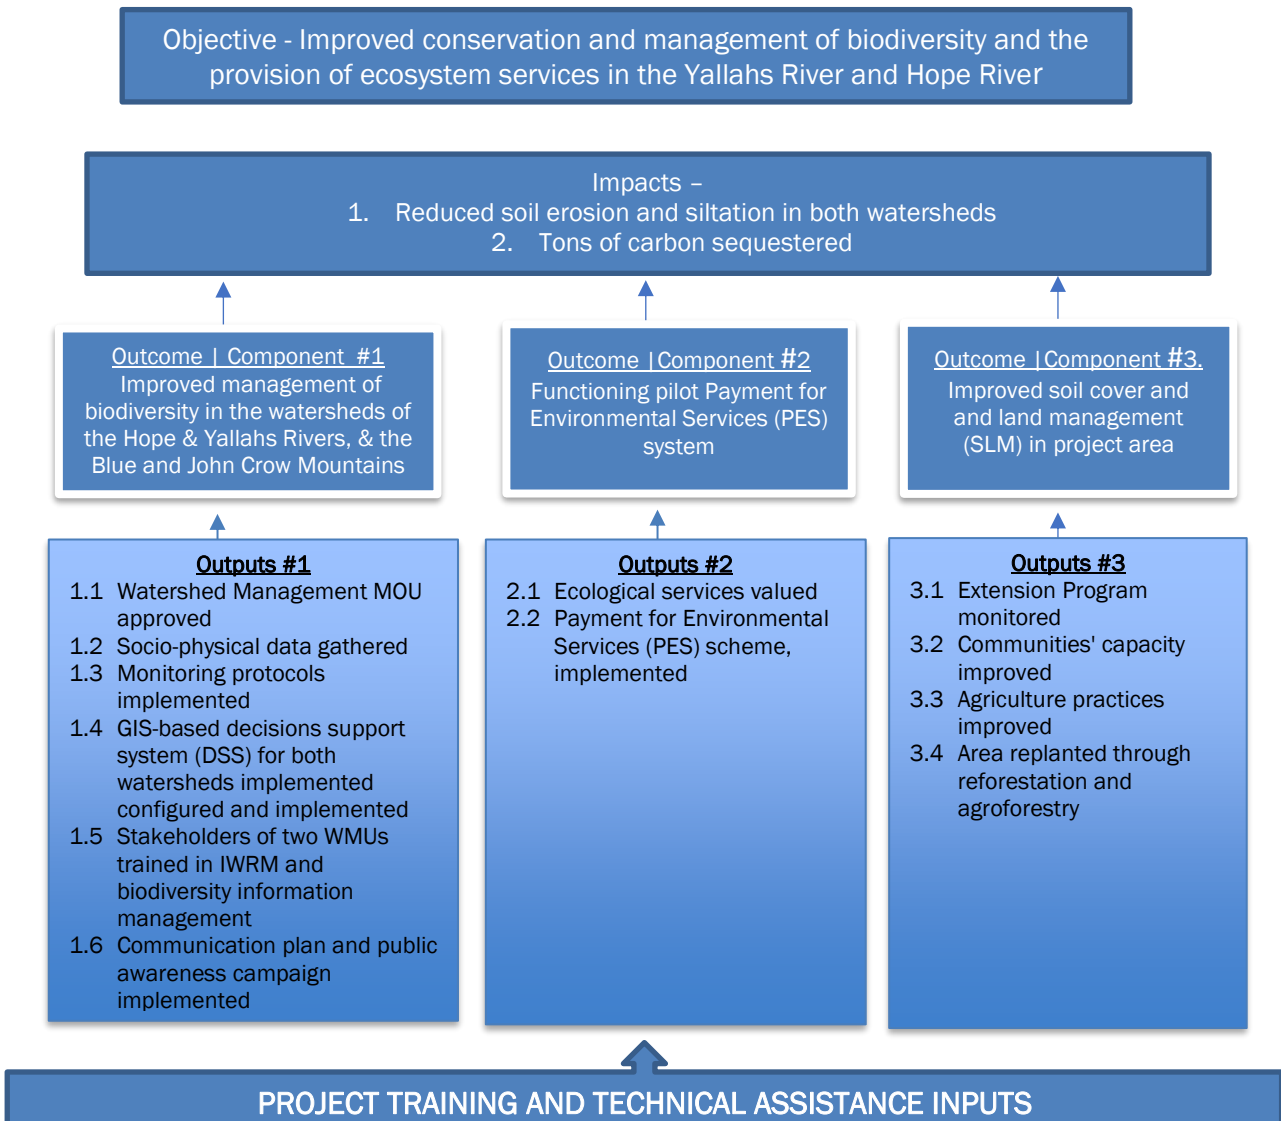 Objective - Improved conservation and management of biodiversity and the
provision of ecosystem services in the Yallahs River and Hope River
Impacts –
1. Reduced soil erosion and siltation in both watersheds
2. Tons of carbon sequestered
Outcome | Component #1
Improved management of
biodiversity in the watersheds of
the Hope & Yallahs Rivers, & the
Blue and John Crow Mountains
Outcome |Component #2
Functioning pilot Payment for
Environmental Services (PES)
system
Outcome |Component #3.
Improved soil cover and
and land management
(SLM) in project area
Outputs #1
1.1 Watershed Management MOU
approved
1.2 Socio-physical data gathered
1.3 Monitoring protocols
implemented
1.4 GIS-based decisions support
system (DSS) for both
watersheds implemented
configured and implemented
1.5 Stakeholders of two WMUs
trained in IWRM and
biodiversity information
management
1.6 Communication plan and public
awareness campaign
implemented
Outputs #2
2.1 Ecological services valued
2.2 Payment for Environmental
Services (PES) scheme,
implemented
Outputs #3
3.1 Extension Program
monitored
3.2 Communities' capacity
improved
3.3 Agriculture practices
improved
3.4 Area replanted through
reforestation and
agroforestry
PROJECT TRAINING AND TECHNICAL ASSISTANCE INPUTS